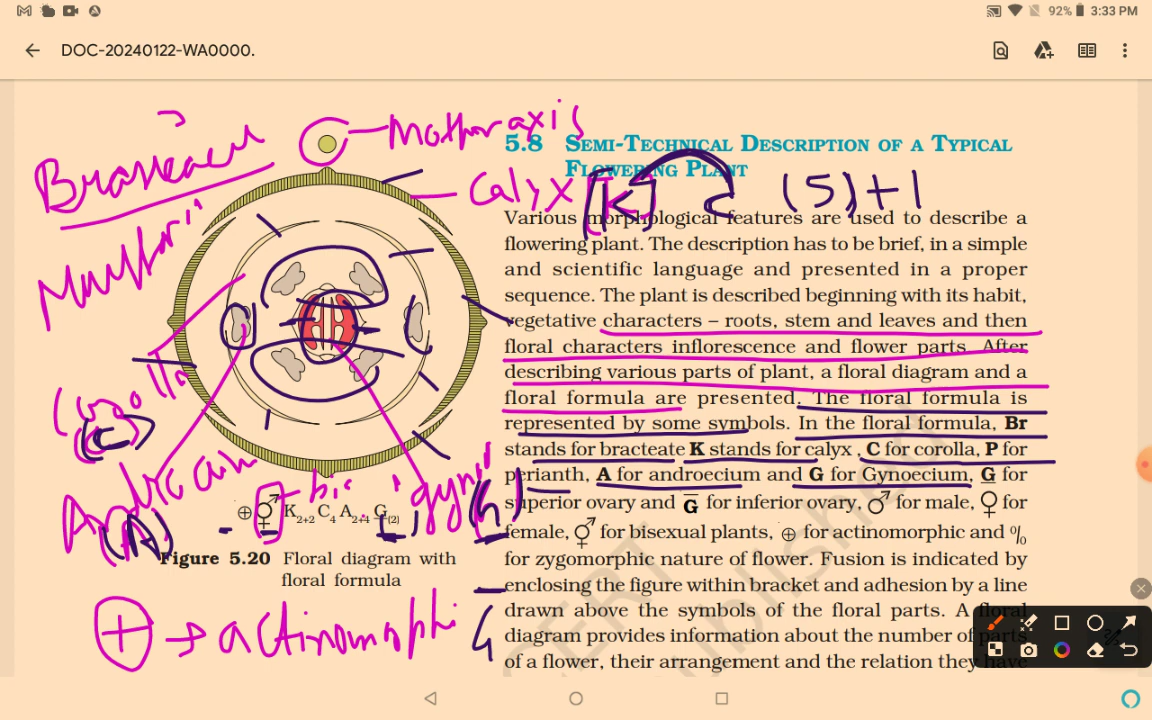 92% 3:33 PM
DOC-20240122-WA0000.
Mother axis
Calyx [K]
(5)+1
Corolla
(C)
(A)
(G)
5.8 SEMI-TECHNICAL DESCRIPTION OF A TYPICAL
FLOWERING PLANT
Various morphological features are used to describe a
flowering plant. The description has to be brief, in a simple
and scientific language and presented in a proper
sequence. The plant is described beginning with its habit,
vegetative characters – roots, stem and leaves and then
floral characters inflorescence and flower parts. After
describing various parts of plant, a floral diagram and a
floral formula are presented. The floral formula is
represented by some symbols. In the floral formula, Br
stands for bracteate K stands for calyx , C for corolla, P for
perianth, A for androecium and G for Gynoecium, G for
superior ovary and G̅ for inferior ovary, ♂ for male, ♀ for
female, ⚥ for bisexual plants, ⊕ for actinomorphic and %
for zygomorphic nature of flower. Fusion is indicated by
enclosing the figure within bracket and adhesion by a line
drawn above the symbols of the floral parts. A floral
diagram provides information about the number of parts
of a flower, their arrangement and the relation they have
⊕ ⚥ K2+2 C4 A2+4 G(2)
Figure 5.20 Floral diagram with
floral formula
⊕ → actinomorphi